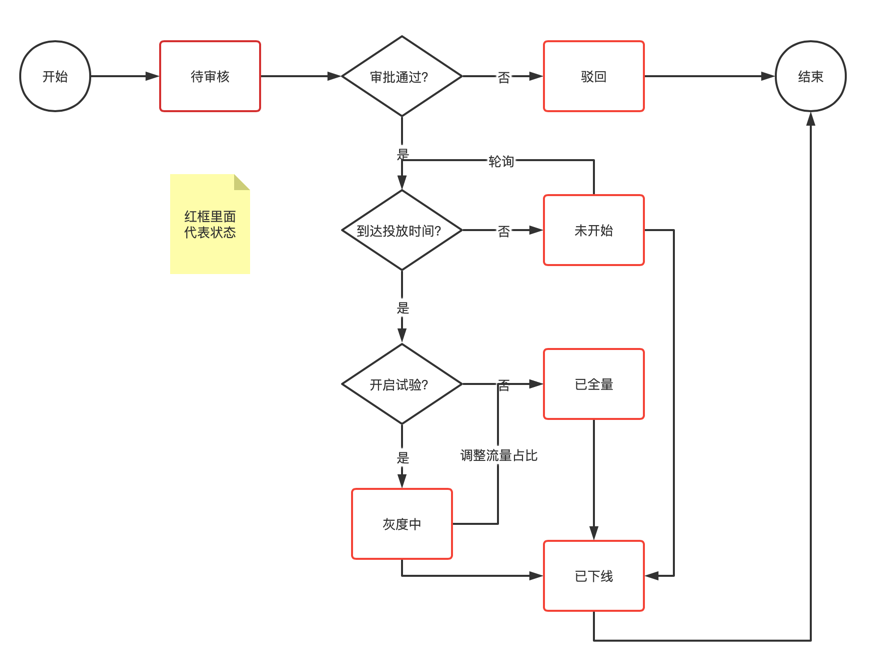 开始
待审核
审批通过?
否
驳回
结束
是
轮询
红框里面
代表状态
到达投放时间?
否
未开始
是
开启试验?
否
已全量
是
调整流量占比
灰度中
已下线